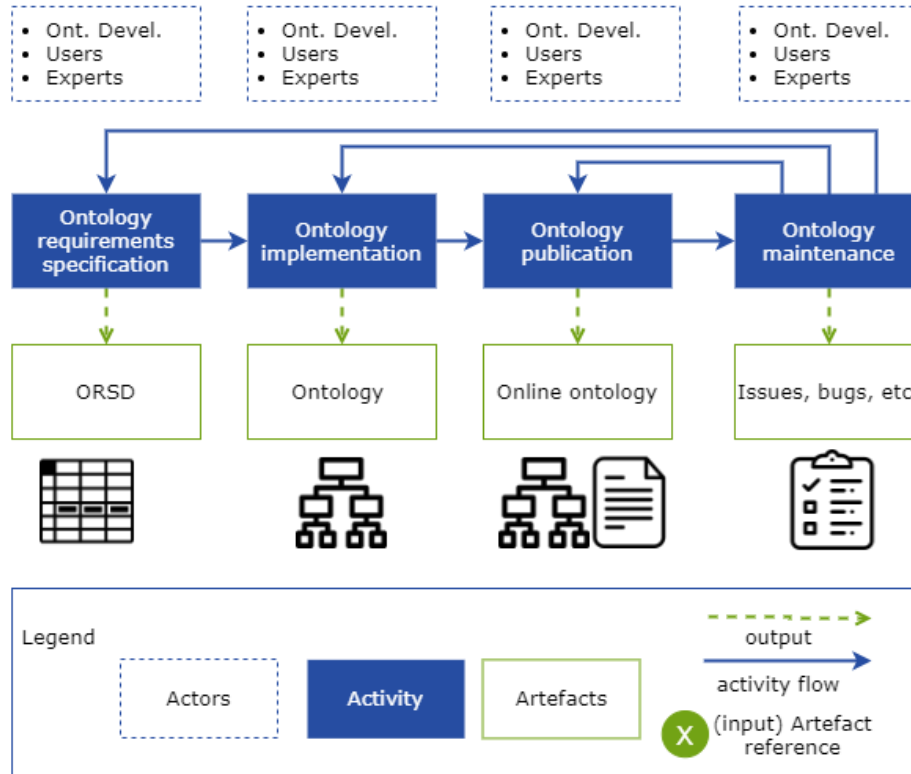 • Ont. Devel.
• Users
• Experts
• Ont. Devel.
• Users
• Experts
• Ont. Devel.
• Users
• Experts
• Ont. Devel.
• Users
• Experts
Ontology
requirements
specification
Ontology
implementation
Ontology
publication
Ontology
maintenance
ORSD
Ontology
Online ontology
Issues, bugs, etc
Legend
Actors
Activity
Artefacts
output
activity flow
X
(input) Artefact
reference